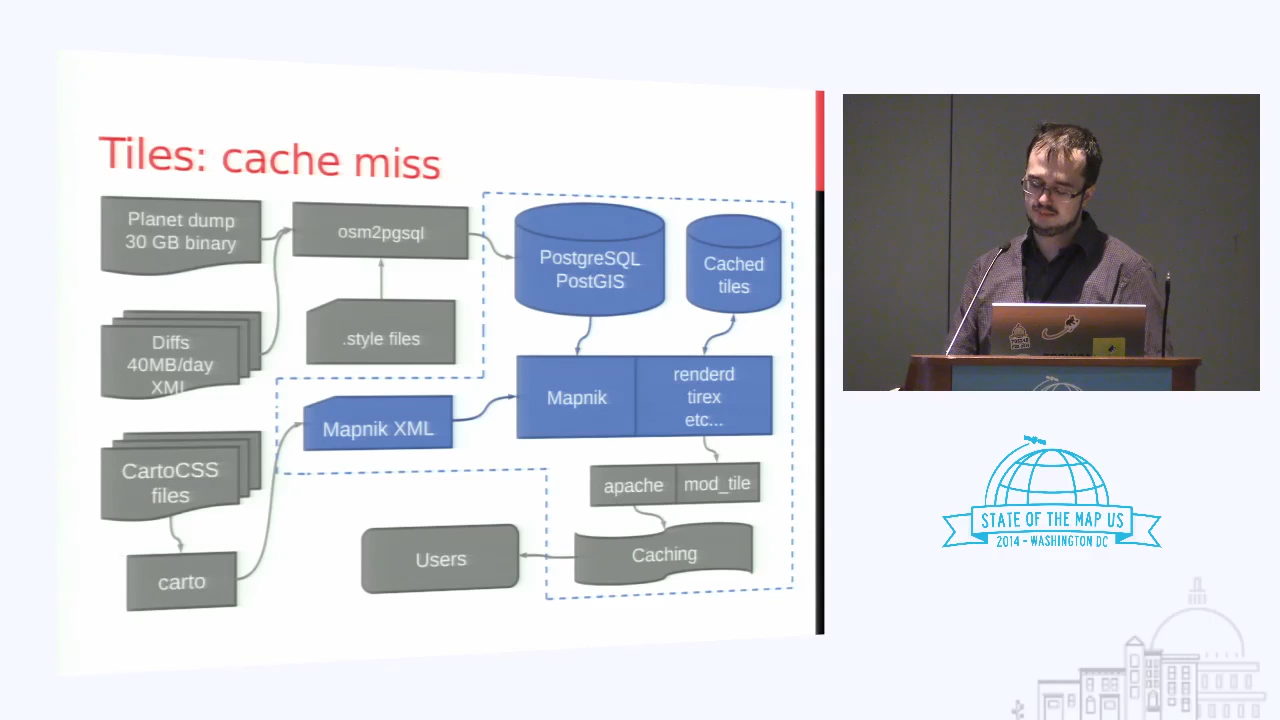 Tiles: cache miss
Planet dump
30 GB binary
osm2pgsql
PostgreSQL
PostGIS
Cached
tiles
Diffs
40MB/day
XML
.style files
Mapnik
renderd
tirex
etc...
Mapnik XML
CartoCSS
files
apache
mod_tile
Users
Caching
carto
STATE OF THE MAP US
2014 - WASHINGTON DC